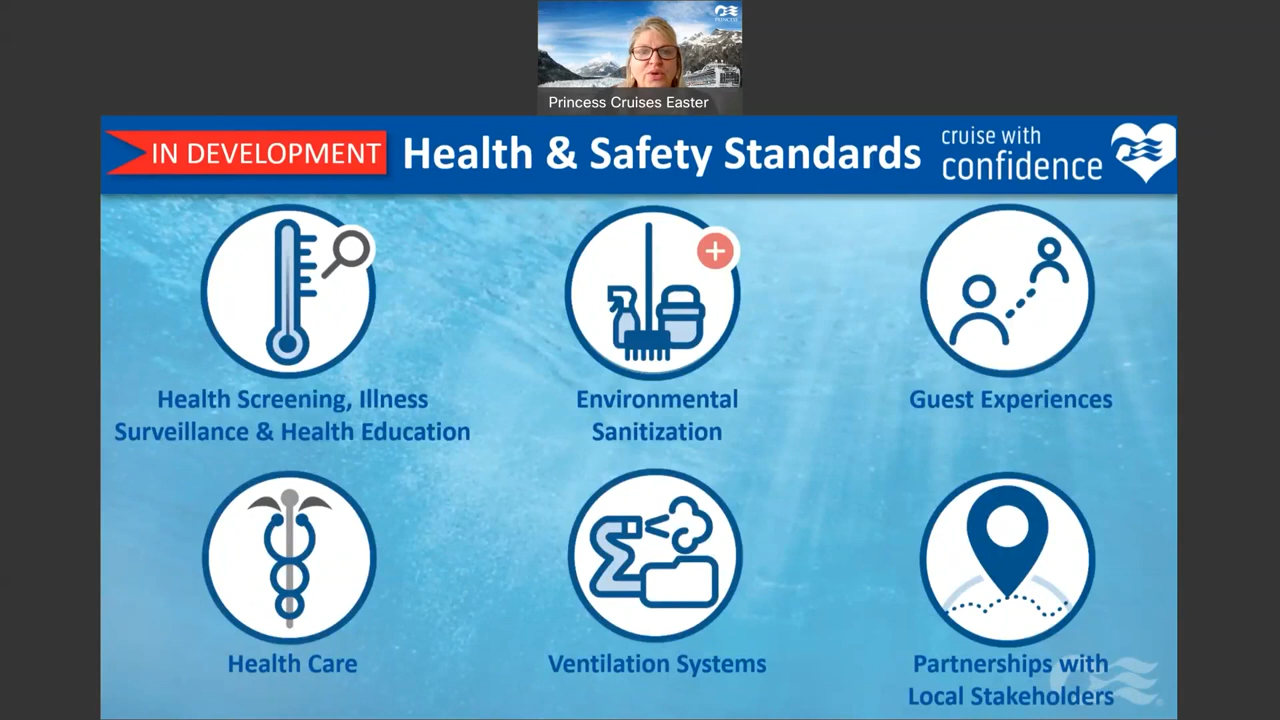 PRINCESS
Princess Cruises Easter
IN DEVELOPMENT
Health & Safety Standards
cruise with
confidence
Health Screening, Illness
Surveillance & Health Education
Environmental
Sanitization
Guest Experiences
Health Care
Ventilation Systems
Partnerships with
Local Stakeholders